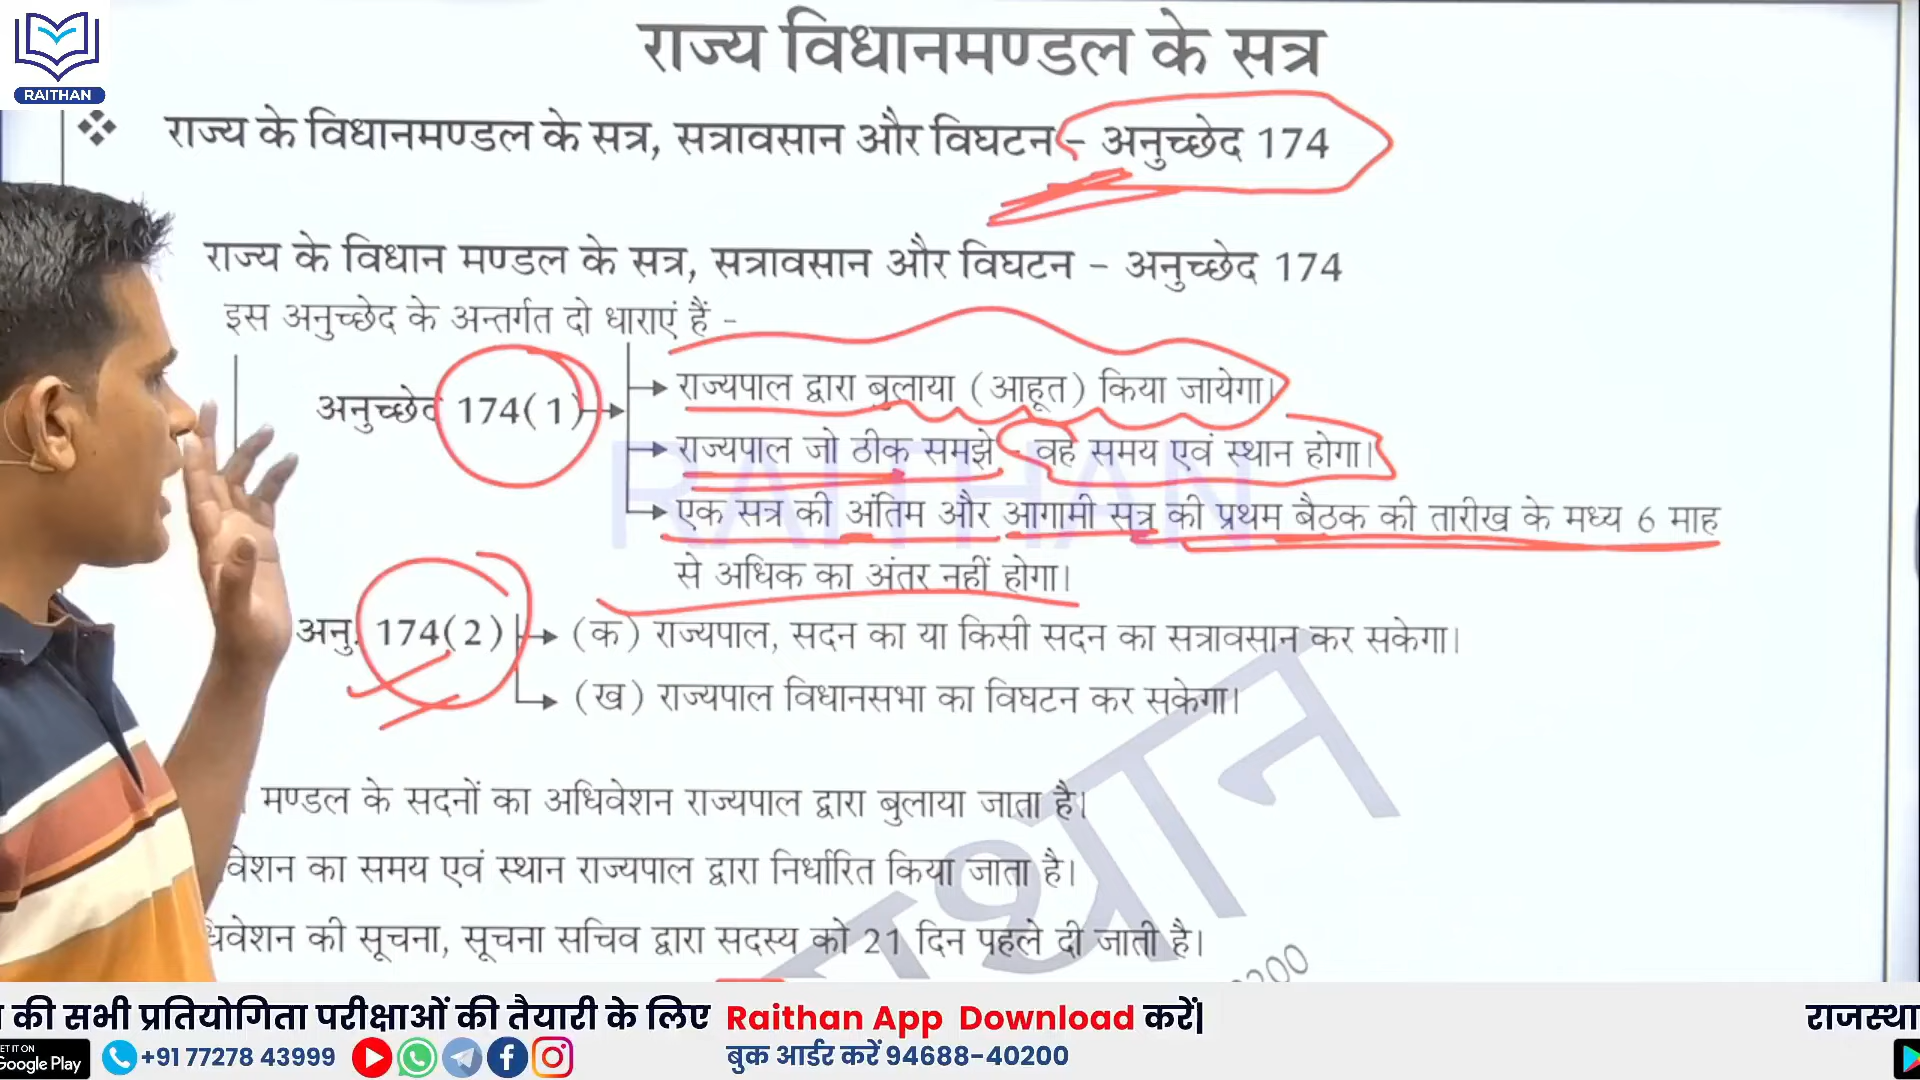 RAITHAN
राज्य विधानमण्डल के सत्र
राज्य के विधानमण्डल के सत्र, सत्रावसान और विघटन - अनुच्छेद 174
राज्य के विधान मण्डल के सत्र, सत्रावसान और विघटन - अनुच्छेद 174
इस अनुच्छेद के अन्तर्गत दो धाराएं हैं -
अनुच्छेद 174(1)
राज्यपाल द्वारा बुलाया (आहूत) किया जायेगा।
राज्यपाल जो ठीक समझे - वह समय एवं स्थान होगा।
एक सत्र की अंतिम और आगामी सत्र की प्रथम बैठक की तारीख के मध्य 6 माह
से अधिक का अंतर नहीं होगा।
अनु. 174(2)
(क) राज्यपाल, सदन का या किसी सदन का सत्रावसान कर सकेगा।
(ख) राज्यपाल विधानसभा का विघटन कर सकेगा।
मण्डल के सदनों का अधिवेशन राज्यपाल द्वारा बुलाया जाता है।
वेशन का समय एवं स्थान राज्यपाल द्वारा निर्धारित किया जाता है।
धिवेशन की सूचना, सूचना सचिव द्वारा सदस्य को 21 दिन पहले दी जाती है।
RAITHAN
की सभी प्रतियोगिता परीक्षाओं की तैयारी के लिए Raithan App Download करें|
राजस्था
GET IT ON
Google Play
+91 77278 43999
बुक आर्डर करें 94688-40200